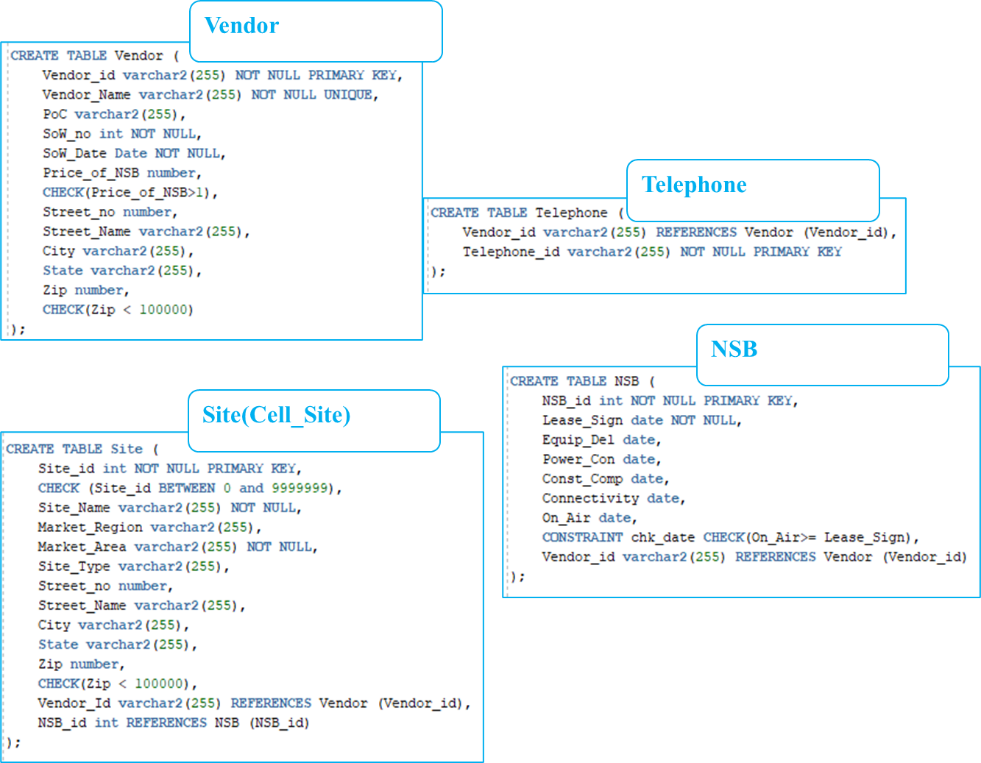 Vendor
CREATE TABLE Vendor (
Vendor_id varchar2(255) NOT NULL PRIMARY KEY,
Vendor_Name varchar2(255) NOT NULL UNIQUE,
PoC varchar2(255),
SoW_no int NOT NULL,
SoW_Date Date NOT NULL,
Price_of_NSB number,
CHECK(Price_of_NSB>1),
Street_no number,
Street_Name varchar2(255),
City varchar2(255),
State varchar2(255),
Zip number,
CHECK(Zip < 100000)
);
Telephone
CREATE TABLE Telephone (
Vendor_id varchar2(255) REFERENCES Vendor (Vendor_id),
Telephone_id varchar2(255) NOT NULL PRIMARY KEY
);
NSB
CREATE TABLE NSB (
NSB_id int NOT NULL PRIMARY KEY,
Lease_Sign date NOT NULL,
Equip_Del date,
Power_Con date,
Const_Comp date,
Connectivity date,
On_Air date,
CONSTRAINT chk_date CHECK(On_Air>= Lease_Sign),
Vendor_id varchar2(255) REFERENCES Vendor (Vendor_id)
);
Site(Cell_Site)
CREATE TABLE Site (
Site_id int NOT NULL PRIMARY KEY,
CHECK (Site_id BETWEEN 0 and 9999999),
Site_Name varchar2(255) NOT NULL,
Market_Region varchar2(255),
Market_Area varchar2(255) NOT NULL,
Site_Type varchar2(255),
Street_no number,
Street_Name varchar2(255),
City varchar2(255),
State varchar2(255),
Zip number,
CHECK(Zip < 100000),
Vendor_Id varchar2(255) REFERENCES Vendor (Vendor_id),
NSB_id int REFERENCES NSB (NSB_id)
);